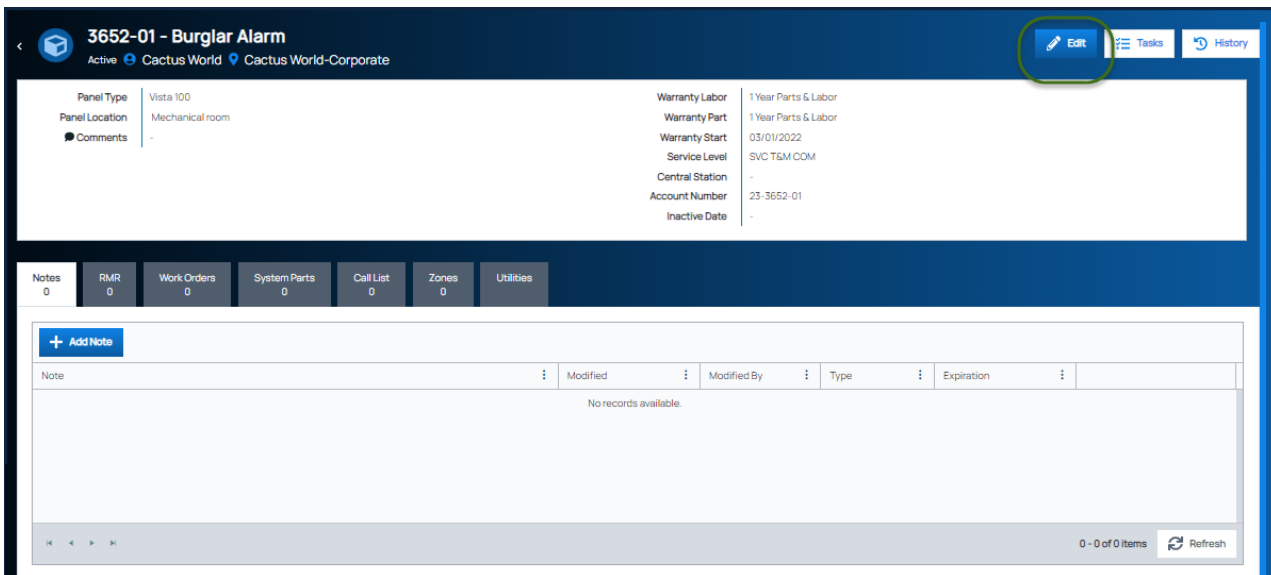 3652-01 - Burglar Alarm
Active Cactus World Cactus World-Corporate
Edit Tasks History
Panel Type Vista 100
Panel Location Mechanical room
Comments -
Warranty Labor 1 Year Parts & Labor
Warranty Part 1 Year Parts & Labor
Warranty Start 03/01/2022
Service Level SVC T&M COM
Central Station -
Account Number 23-3652-01
Inactive Date -
Notes 0
RMR 0
Work Orders 0
System Parts 0
Call List 0
Zones 0
Utilities
Add Note
Note Modified Modified By Type Expiration
No records available.
0 - 0 of 0 items Refresh